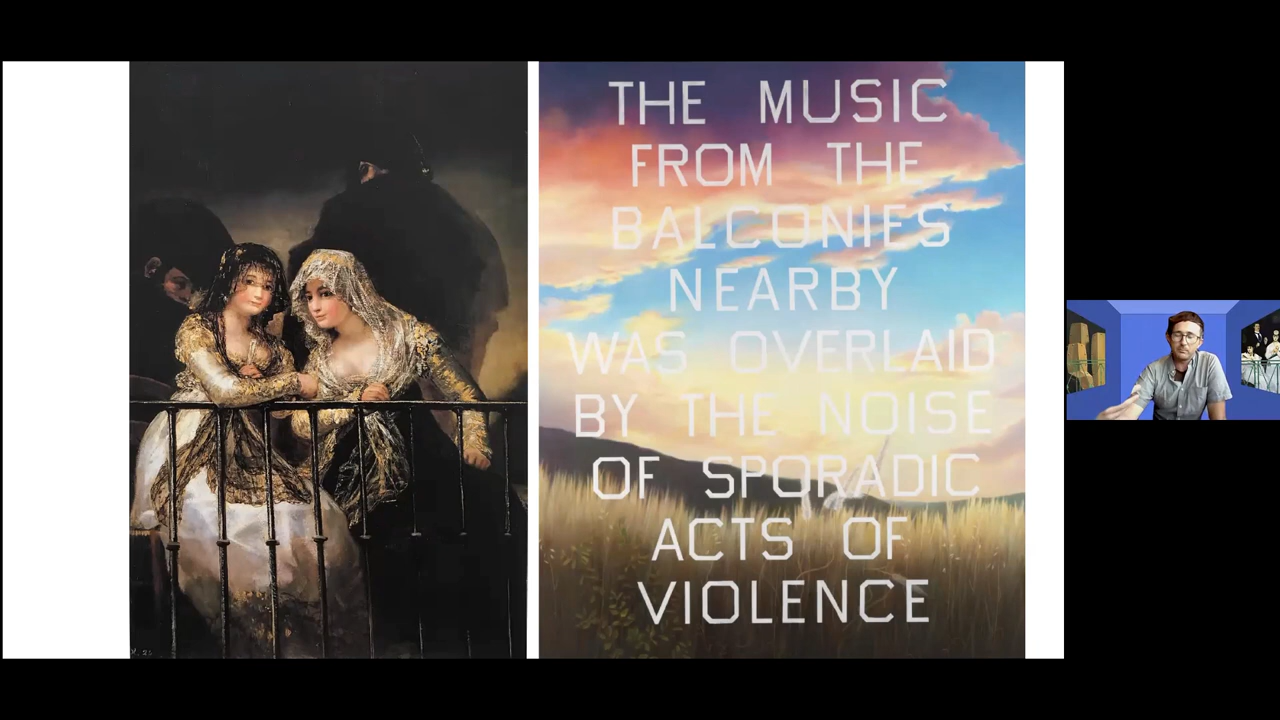 THE MUSIC
FROM THE
BALCONIES
NEARBY
WAS OVERLAID
BY THE NOISE
OF SPORADIC
ACTS OF
VIOLENCE